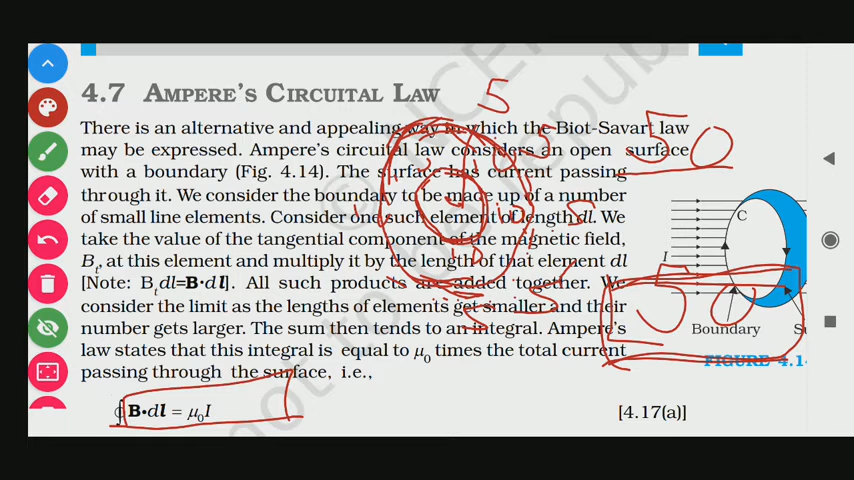 4.7 AMPERE'S CIRCUITAL LAW
5
There is an alternative and appealing way in which the Biot-Savart law
may be expressed. Ampere's circuital law considers an open surface
with a boundary (Fig. 4.14). The surface has current passing
through it. We consider the boundary to be made up of a number
of small line elements. Consider one such element of length dl. We
take the value of the tangential component of the magnetic field,
Bt, at this element and multiply it by the length of that element dl
[Note: Btdl=B·dl]. All such products are added together. We
consider the limit as the lengths of elements get smaller and their
number gets larger. The sum then tends to an integral. Ampere's
law states that this integral is equal to μ0 times the total current
passing through the surface, i.e.,
∮B·dl = μ0I
[4.17(a)]
50
C
I
50
Boundary
FIGURE 4.14